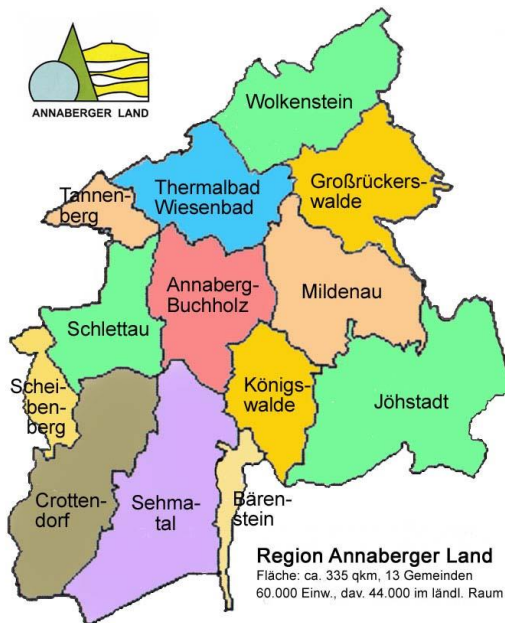 ANNABERGER LAND
Wolkenstein
Großrückers-
walde
Thermalbad
Wiesenbad
Tannen-
berg
Annaberg-
Buchholz
Mildenau
Schlettau
Schei-
benberg
Königs-
walde
Jöhstadt
Crotten-
dorf
Sehma-
tal
Bären-
stein
Region Annaberger Land
Fläche: ca. 335 qkm, 13 Gemeinden
60.000 Einw., dav. 44.000 im ländl. Raum